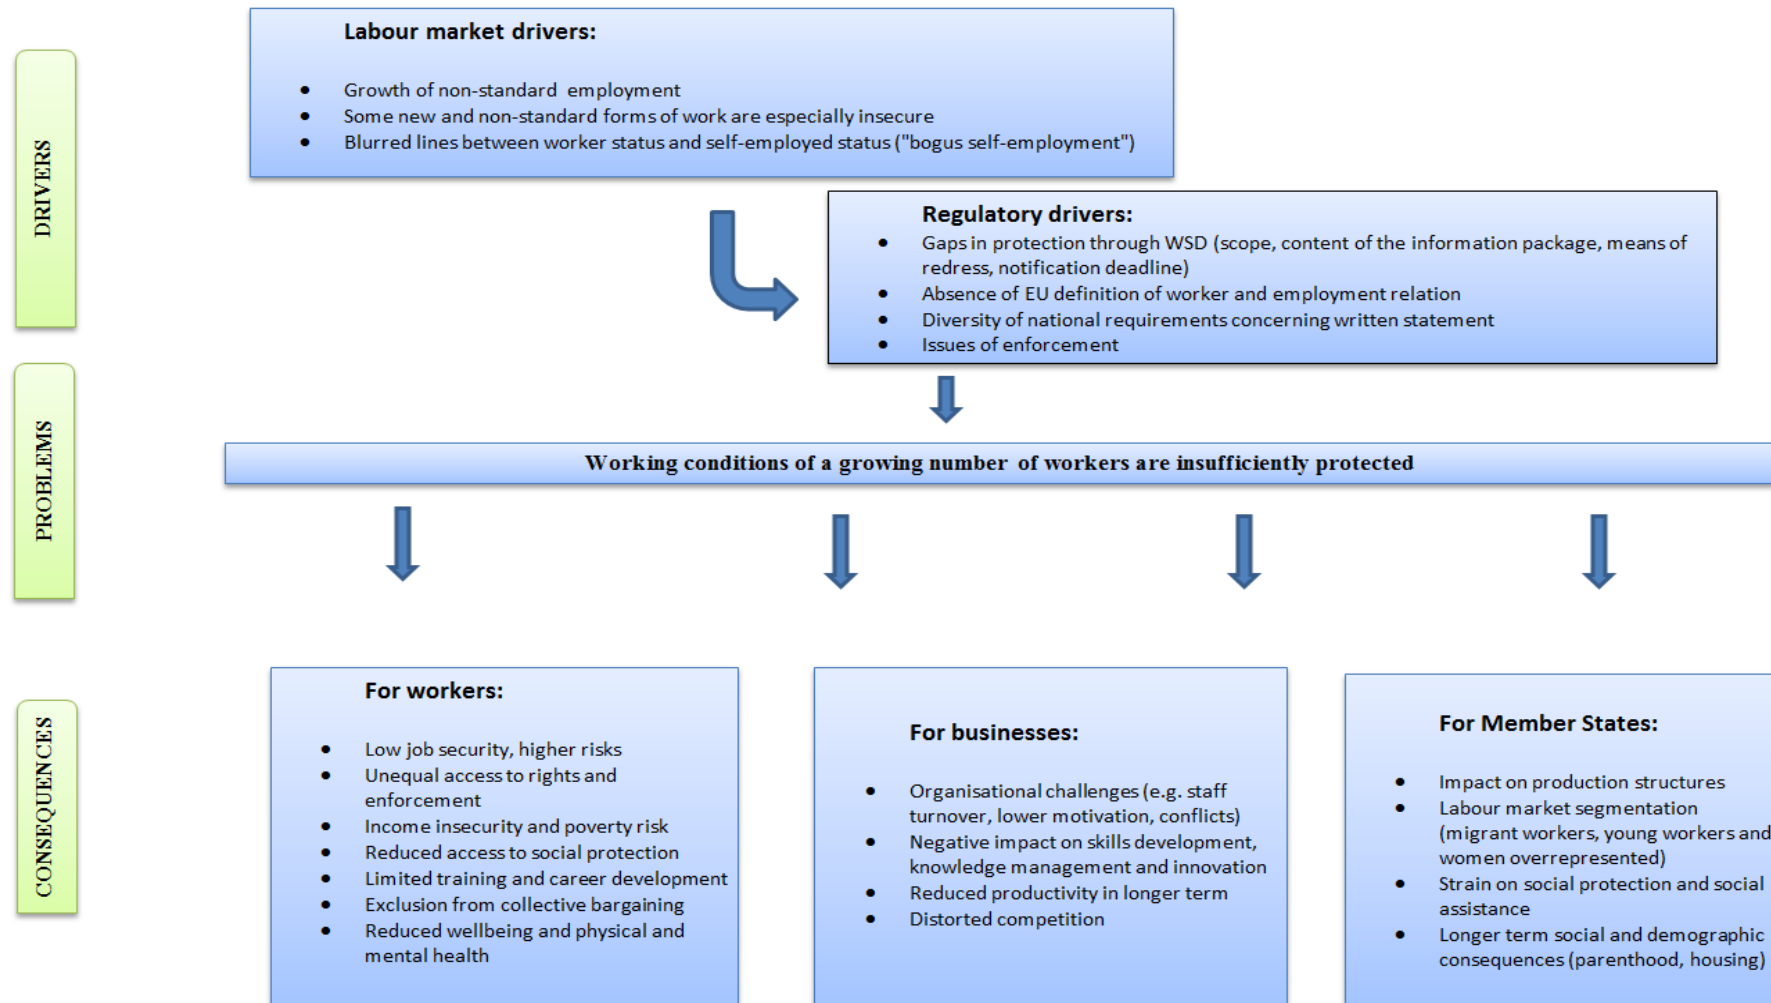 DRIVERS
Labour market drivers:
• Growth of non-standard employment
• Some new and non-standard forms of work are especially insecure
• Blurred lines between worker status and self-employed status ("bogus self-employment")
Regulatory drivers:
• Gaps in protection through WSD (scope, content of the information package, means of
redress, notification deadline)
• Absence of EU definition of worker and employment relation
• Diversity of national requirements concerning written statement
• Issues of enforcement
PROBLEMS
Working conditions of a growing number of workers are insufficiently protected
CONSEQUENCES
For workers:
• Low job security, higher risks
• Unequal access to rights and
enforcement
• Income insecurity and poverty risk
• Reduced access to social protection
• Limited training and career development
• Exclusion from collective bargaining
• Reduced wellbeing and physical and
mental health
For businesses:
• Organisational challenges (e.g. staff
turnover, lower motivation, conflicts)
• Negative impact on skills development,
knowledge management and innovation
• Reduced productivity in longer term
• Distorted competition
For Member States:
• Impact on production structures
• Labour market segmentation
(migrant workers, young workers and
women overrepresented)
• Strain on social protection and social
assistance
• Longer term social and demographic
consequences (parenthood, housing)